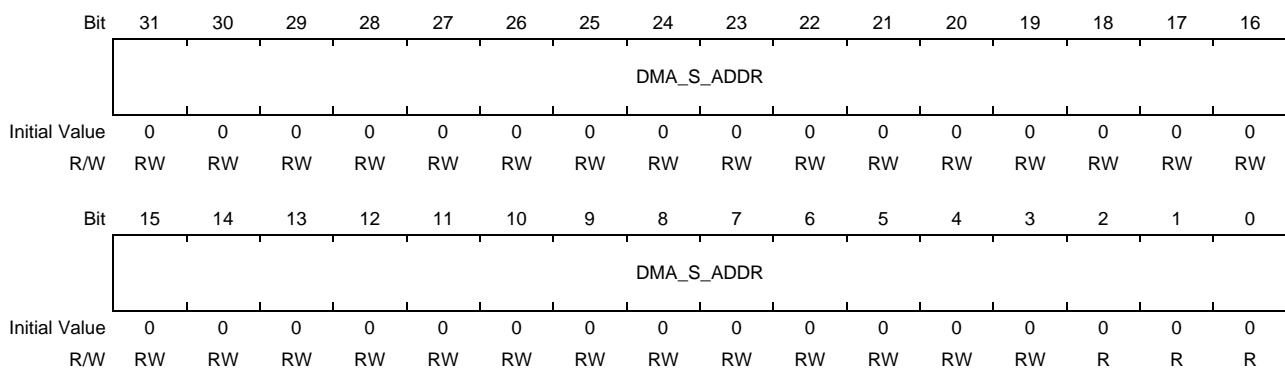 Bit 31 30 29 28 27 26 25 24 23 22 21 20 19 18 17 16
DMA_S_ADDR
Initial Value 0 0 0 0 0 0 0 0 0 0 0 0 0 0 0 0
R/W RW RW RW RW RW RW RW RW RW RW RW RW RW RW RW RW
Bit 15 14 13 12 11 10 9 8 7 6 5 4 3 2 1 0
DMA_S_ADDR
Initial Value 0 0 0 0 0 0 0 0 0 0 0 0 0 0 0 0
R/W RW RW RW RW RW RW RW RW RW RW RW RW RW R R R